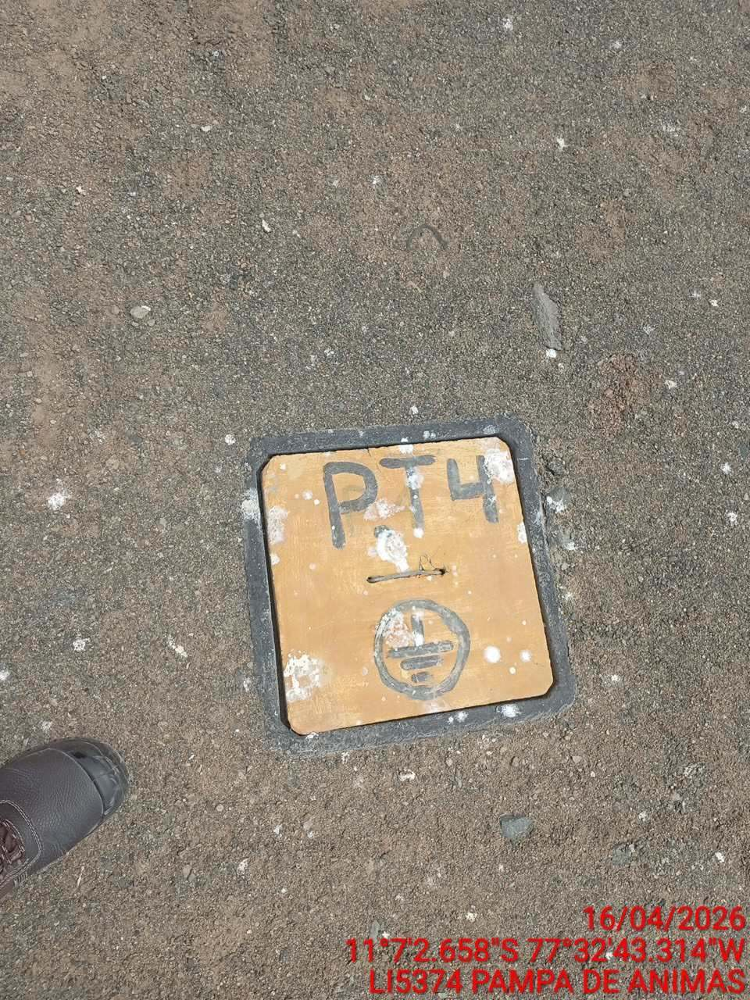 PT4
16/04/2026
11°7'2.658"S 77°32'43.314"W
LI5374 PAMPA DE ANIMAS